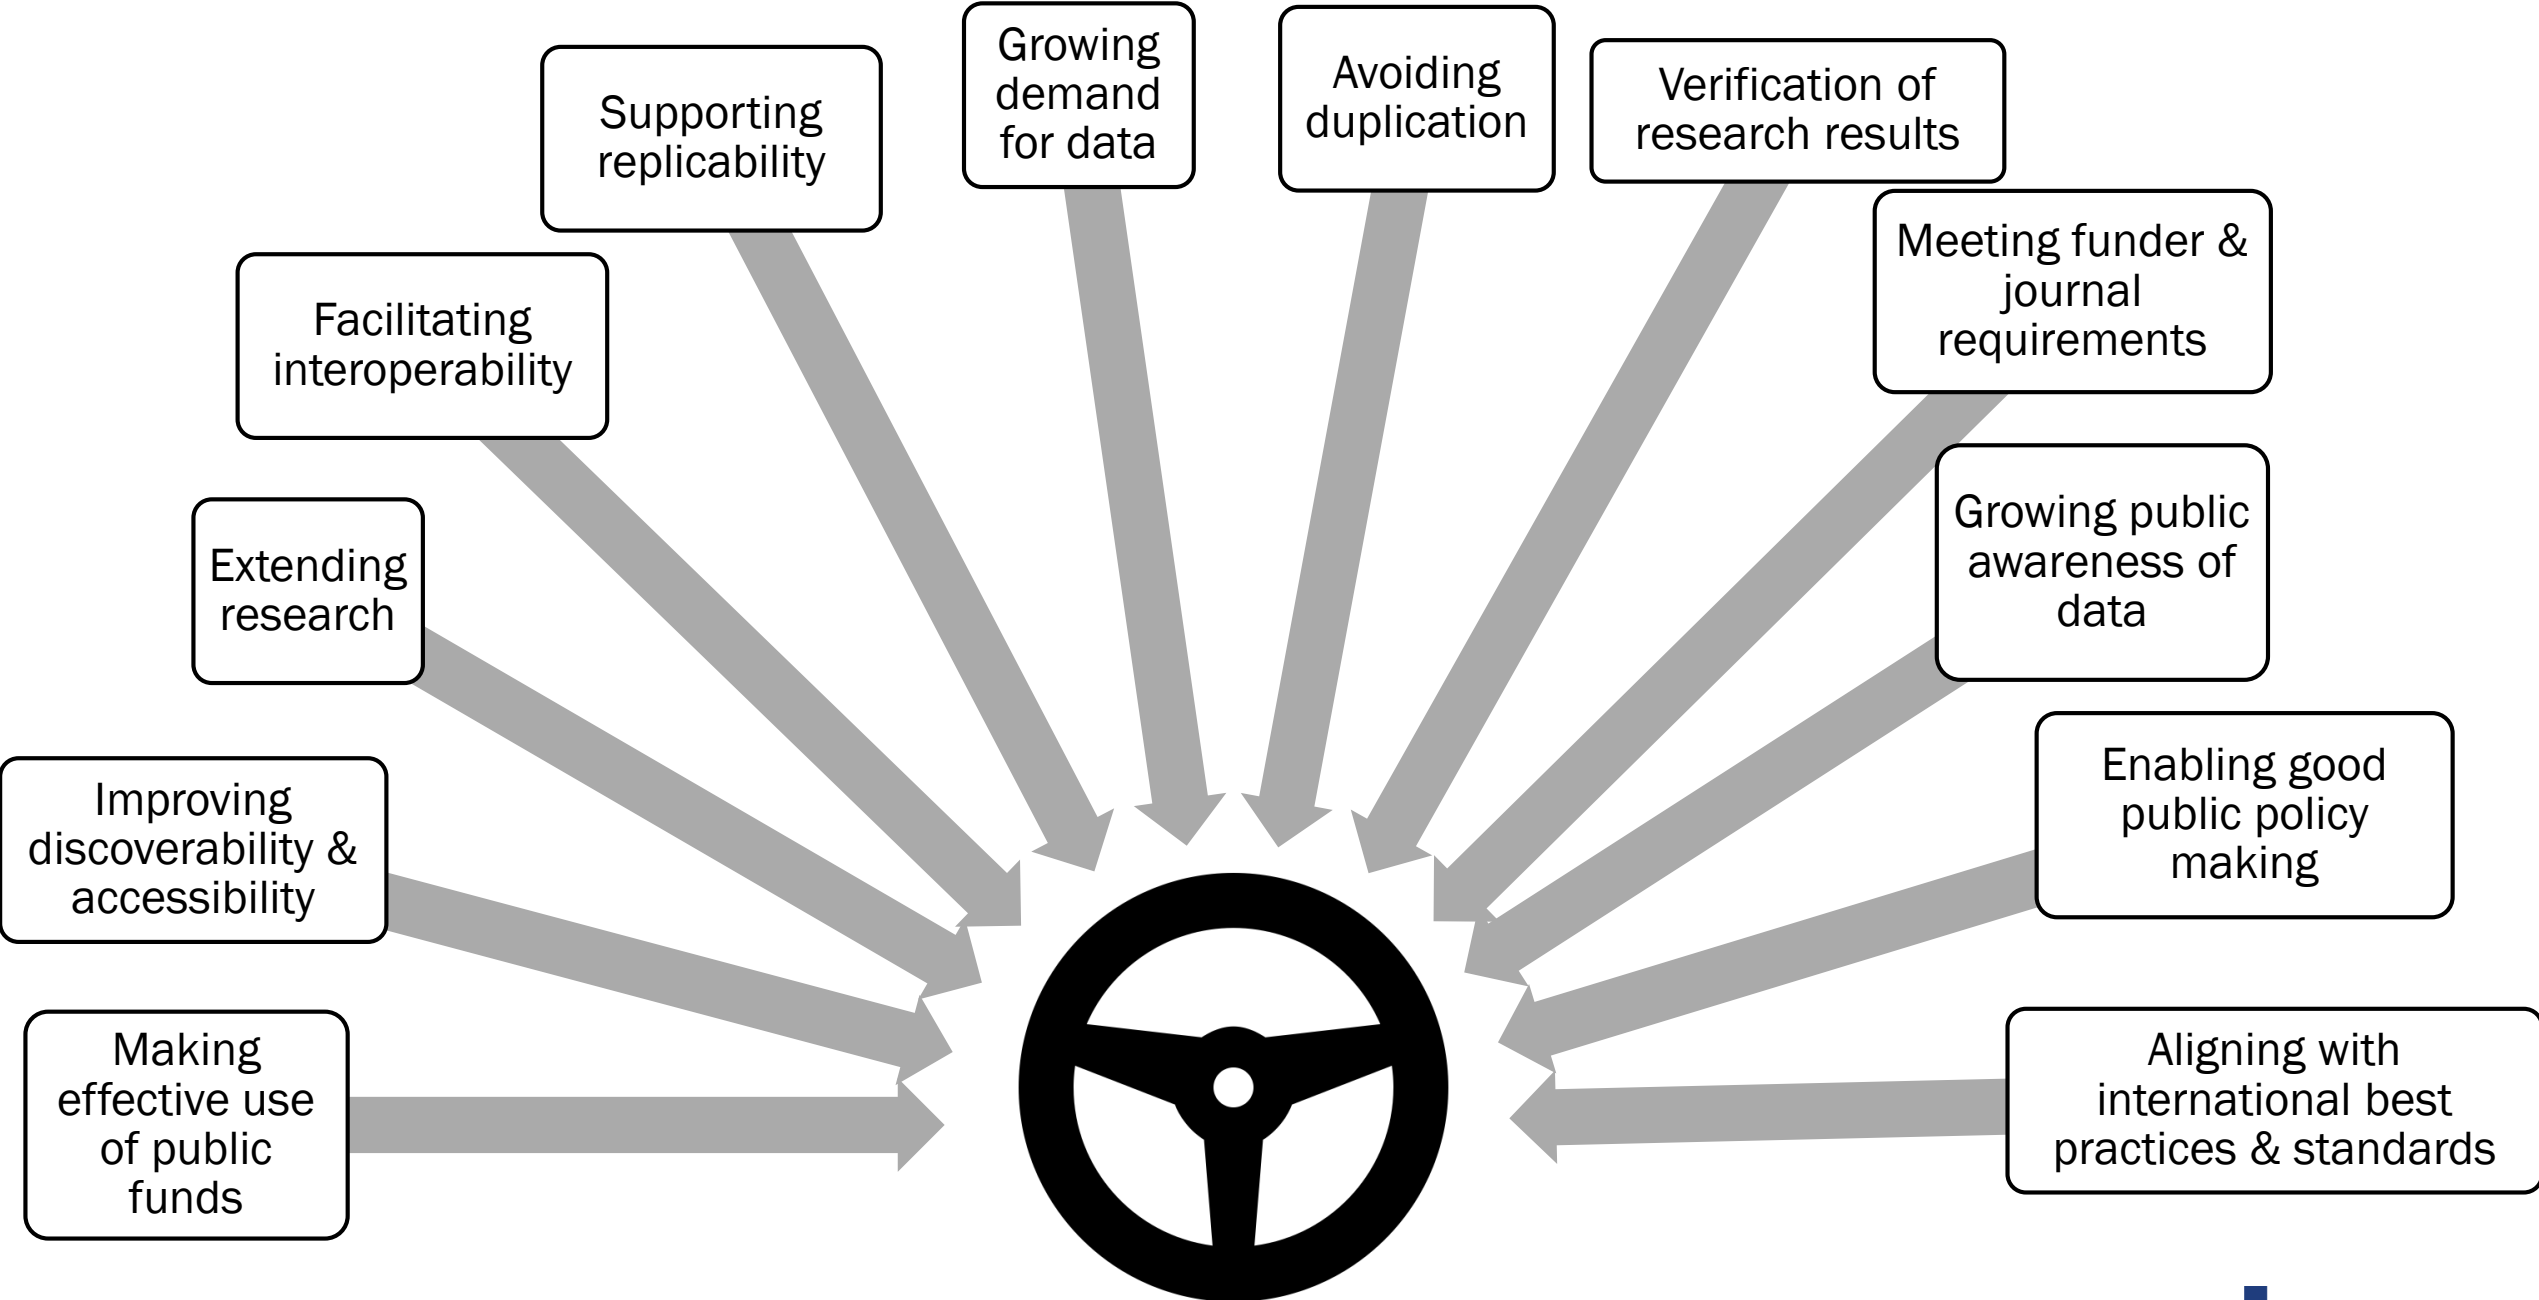 Growing
demand
for data
Avoiding
duplication
Verification of
research results
Supporting
replicability
Meeting funder &
journal
requirements
Facilitating
interoperability
Growing public
awareness of
data
Extending
research
Enabling good
public policy
making
Improving
discoverability &
accessibility
Making
effective use
of public
funds
Aligning with
international best
practices & standards